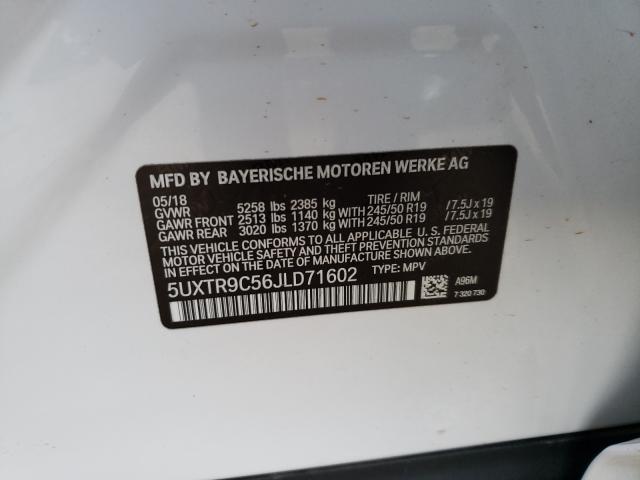 MFD BY BAYERISCHE MOTOREN WERKE AG
05/18 TIRE / RIM
GVWR 5258 lbs 2385 kg
GAWR FRONT 2513 lbs 1140 kg WITH 245/50 R19 /7.5J x 19
GAWR REAR 3020 lbs 1370 kg WITH 245/50 R19 /7.5J x 19
THIS VEHICLE CONFORMS TO ALL APPLICABLE U. S. FEDERAL
MOTOR VEHICLE SAFETY, BUMPER, AND THEFT PREVENTION
STANDARDS IN EFFECT ON THE DATE OF MANUFACTURE SHOWN ABOVE.
5UXTR9C56JLD71602 TYPE: MPV
A96M
7 320 730